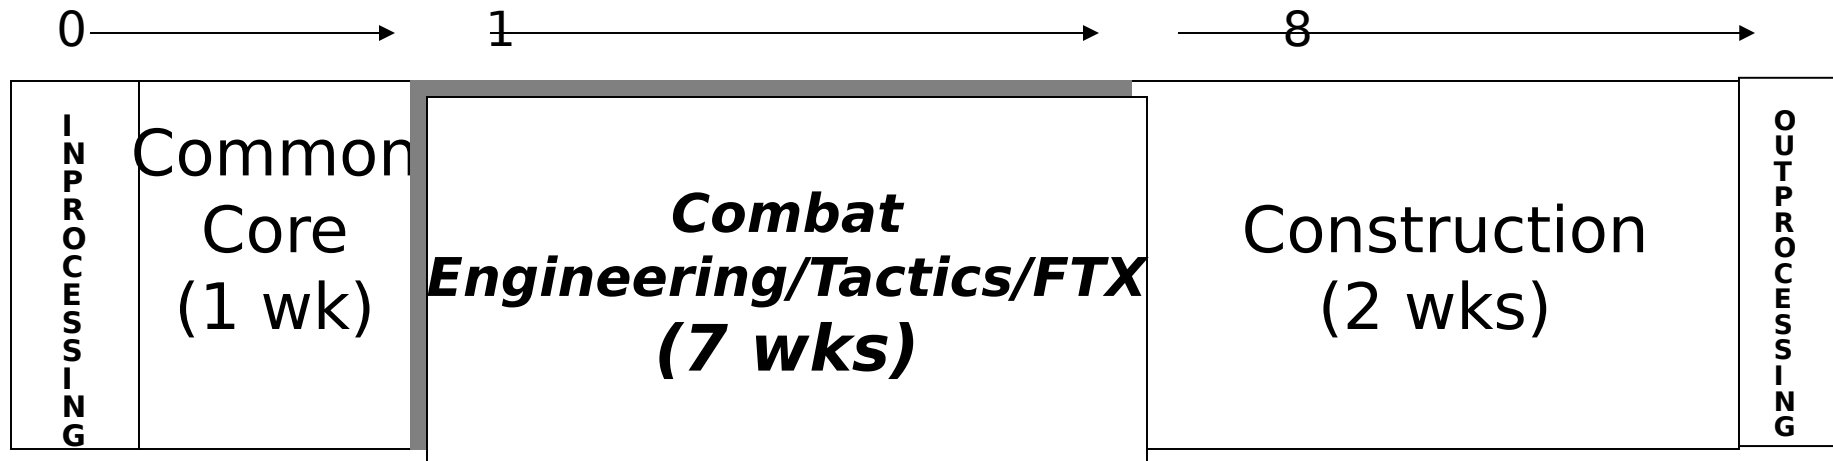 0
1
8
INPROCESSING
Common
Core
(1 wk)
Combat
Engineering/Tactics/FTX
(7 wks)
Construction
(2 wks)
OUTPROCESSING